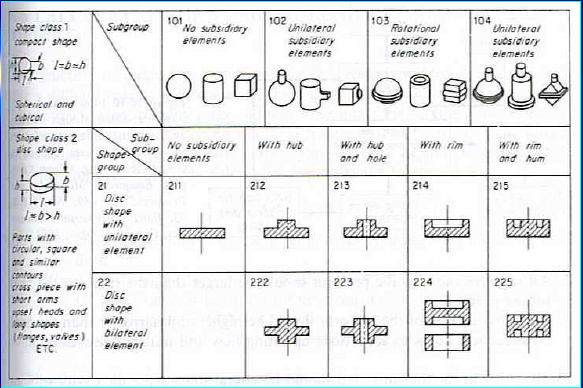 Shape class 1
compact shape
b
h
l
l=b=h
Spherical and
cubical
Subgroup
101
No subsidiary
elements
102
Unilateral
subsidiary
elements
103
Rotational
subsidiary
elements
104
Unilateral
subsidiary
elements
Shape class 2
disc shape
h
b
l
l=b>h
Parts with
circular, square
and similar
contours
cross piece with
short arms
upset heads and
long shapes
(flanges, valves)
ETC.
Sub-
group
Shape-
group
No subsidiary
elements
With hub
With hub
and hole
With rim
With rim
and hum
21
Disc
shape
with
unilateral
element
211
212
213
214
215
22
Disc
shape
with
bilateral
element
222
223
224
225